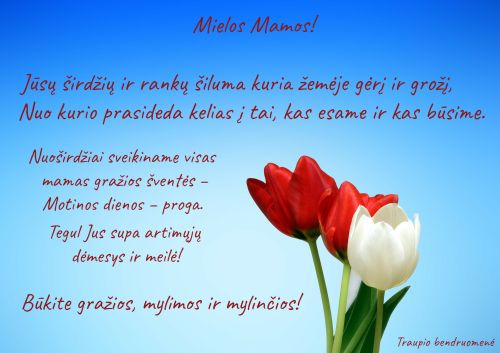 Mielos Mamos!
Jūsų širdžių ir rankų šiluma kuria žemėje gėrį ir grožį,
Nuo kurio prasideda kelias į tai, kas esame ir kas būsime.
Nuoširdžiai sveikiname visas
mamas gražios šventės –
Motinos dienos – proga.
Tegul Jus supa artimųjų
dėmesys ir meilė!
Būkite gražios, mylimos ir mylinčios!
Traupio bendruomenė